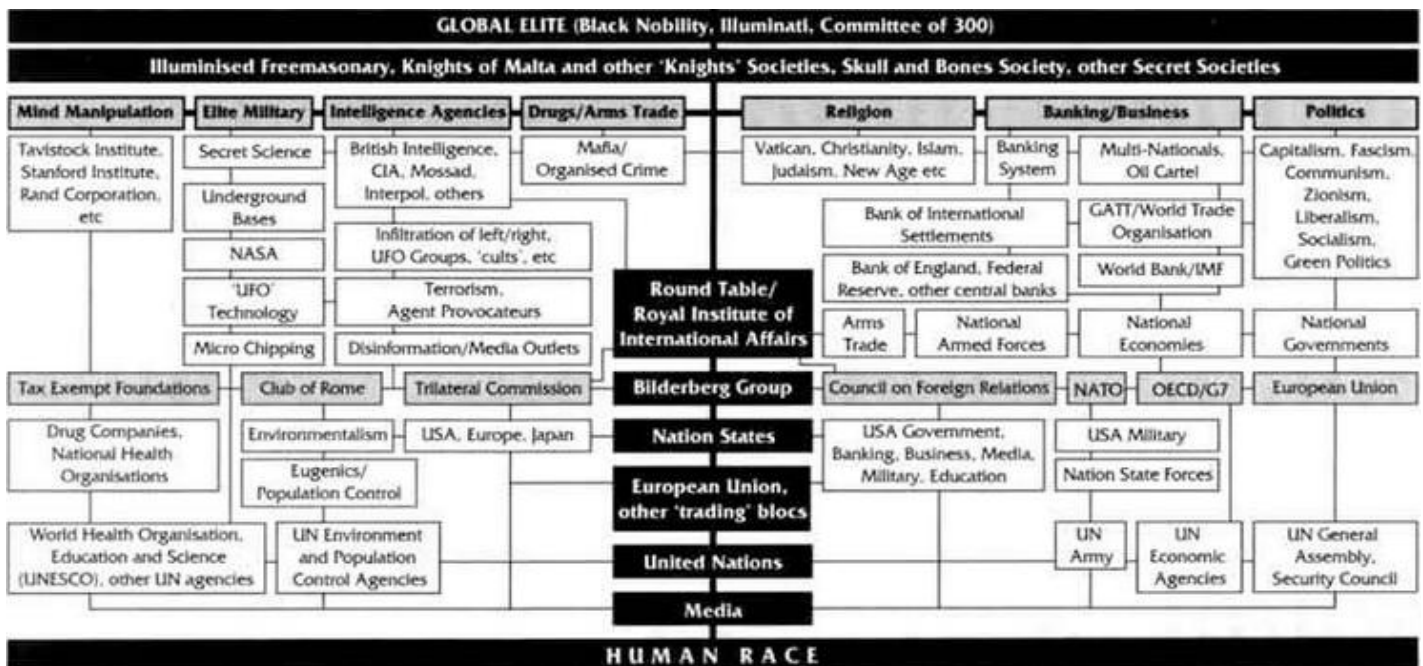 GLOBAL ELITE (Black Nobility, Illuminati, Committee of 300)
Illuminised Freemasonary, Knights of Malta and other 'Knights' Societies, Skull and Bones Society, other Secret Societies
Mind Manipulation
Elite Military
Intelligence Agencies
Drugs/Arms Trade
Religion
Banking/Business
Politics
Tavistock Institute,
Stanford Institute,
Rand Corporation,
etc
Secret Science
Underground
Bases
NASA
'UFO'
Technology
Micro Chipping
British Intelligence,
CIA, Mossad,
Interpol, others
Infiltration of left/right,
UFO Groups, 'cults', etc
Terrorism,
Agent Provocateurs
Disinformation/Media Outlets
Mafia/
Organised Crime
Vatican, Christianity, Islam,
Judaism, New Age etc
Banking
System
Multi-Nationals,
Oil Cartel
Capitalism, Fascism,
Communism,
Zionism,
Liberalism,
Socialism,
Green Politics
Bank of International
Settlements
GATT/World Trade
Organisation
Bank of England, Federal
Reserve, other central banks
World Bank/IMF
Round Table/
Royal Institute of
International Affairs
Arms
Trade
National
Armed Forces
National
Economies
National
Governments
Tax Exempt Foundations
Club of Rome
Trilateral Commission
Bilderberg Group
Council on Foreign Relations
NATO
OECD/G7
European Union
Drug Companies,
National Health
Organisations
Environmentalism
USA, Europe, Japan
Nation States
USA Government,
Banking, Business, Media,
Military, Education
USA Military
Eugenics/
Population Control
European Union,
other 'trading' blocs
Nation State Forces
World Health Organisation,
Education and Science
(UNESCO), other UN agencies
UN Environment
and Population
Control Agencies
United Nations
UN
Army
UN
Economic
Agencies
UN General
Assembly,
Security Council
Media
HUMAN RACE